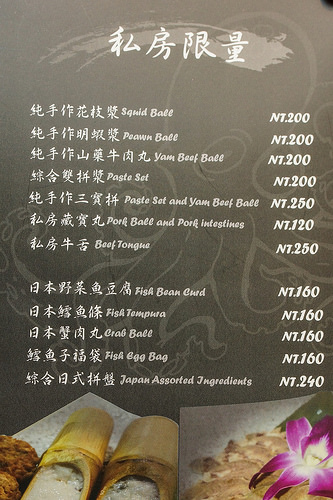 私房限量
純手作花枝漿 Squid Ball NT.200
純手作明蝦漿 Peawn Ball NT.200
純手作山藥牛肉丸 Yam Beef Ball NT.200
綜合雙拼漿 Paste Set NT.200
純手作三寶拼 Paste Set and Yam Beef Ball NT.250
私房藏寶丸 Pork Ball and Pork intestines NT.120
私房牛舌 Beef Tongue NT.250
日本野菜魚豆腐 Fish Bean Curd NT.160
日本鱈魚條 Fish Tempura NT.160
日本蟹肉丸 Crab Ball NT.160
鱈魚子福袋 Fish Egg Bag NT.160
綜合日式拼盤 Japan Assorted Ingredients NT.240